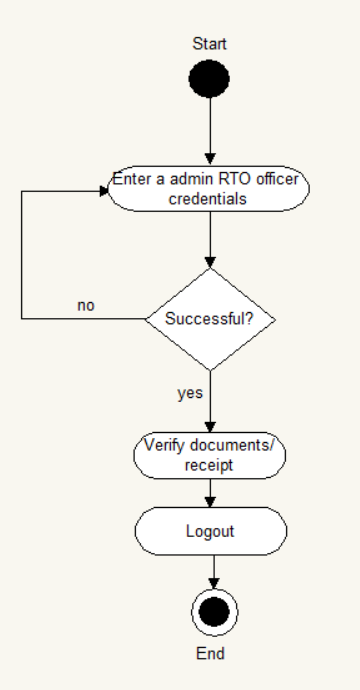 Start
Enter a admin RTO officer
credentials
Successful?
no
yes
Verify documents/
receipt
Logout
End